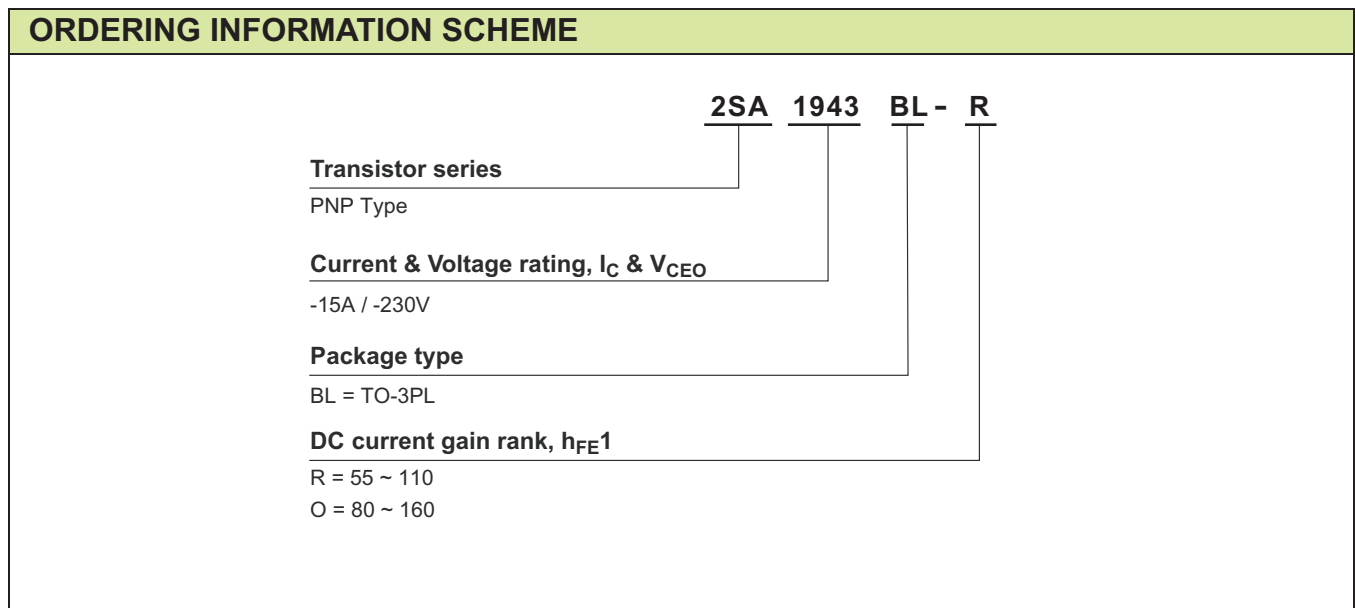 ORDERING INFORMATION SCHEME
2SA 1943 BL - R
Transistor series
PNP Type
Current & Voltage rating, IC & VCEO
-15A / -230V
Package type
BL = TO-3PL
DC current gain rank, hFE1
R = 55 ~ 110
O = 80 ~ 160